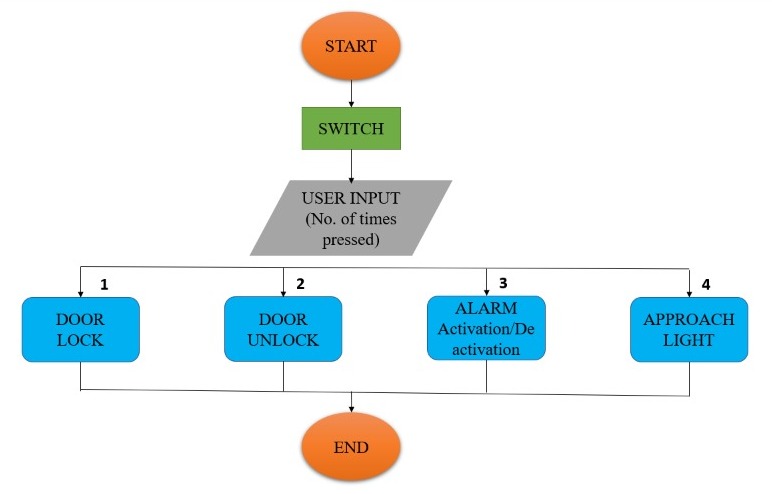 START
SWITCH
USER INPUT
(No. of times
pressed)
1
2
3
4
DOOR
LOCK
DOOR
UNLOCK
ALARM
Activation/De
activation
APPROACH
LIGHT
END